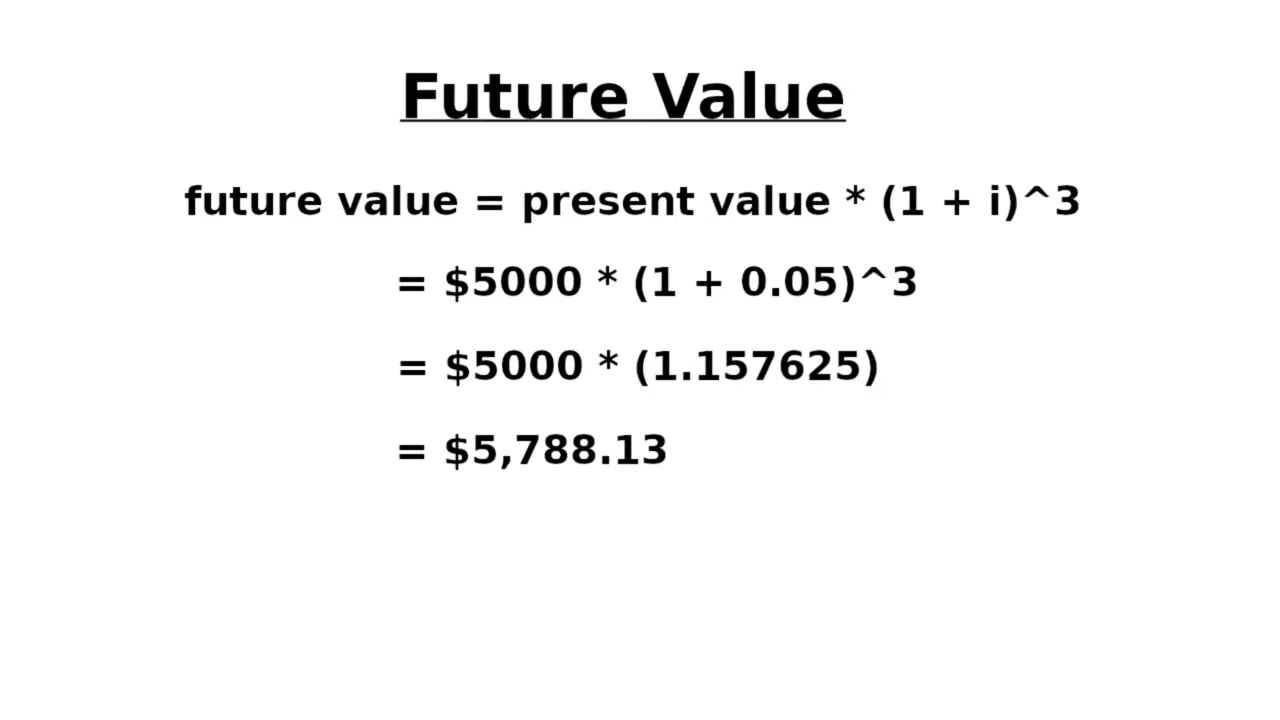 Future Value
future value = present value * (1 + i)^3
= $5000 * (1 + 0.05)^3
= $5000 * (1.157625)
= $5,788.13